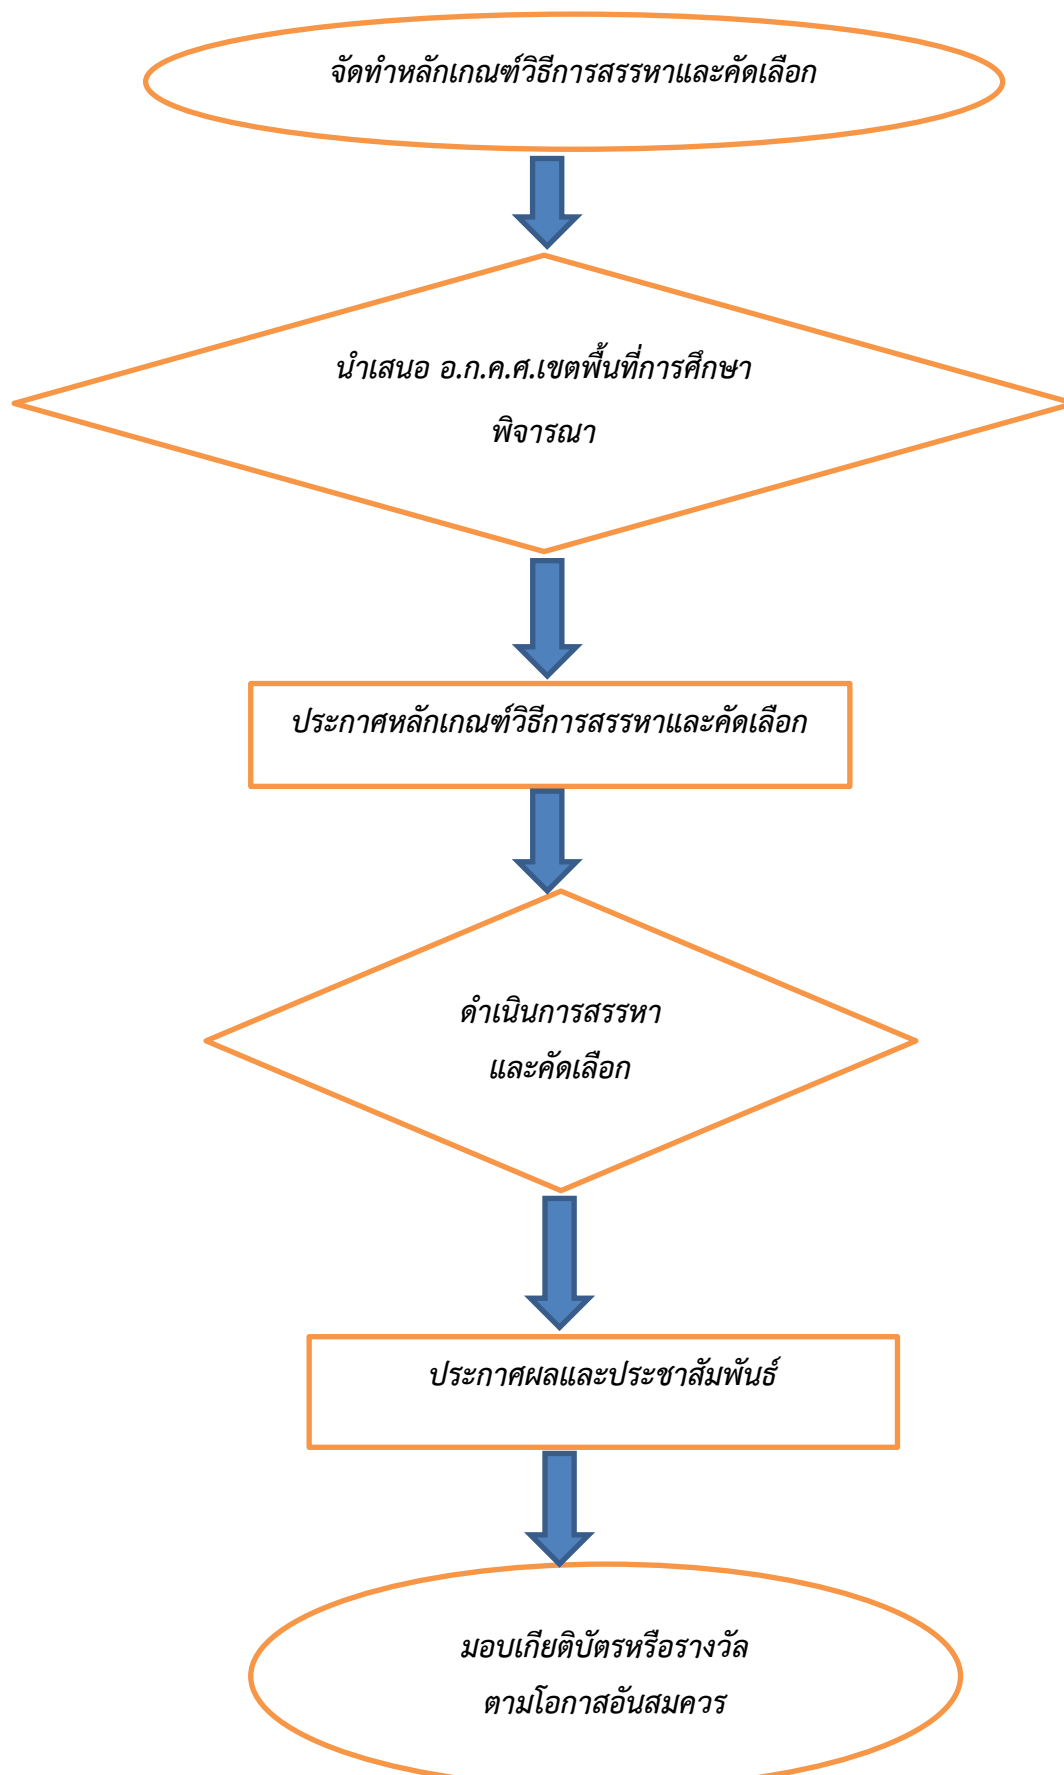 จัดทำหลักเกณฑ์วิธีการสรรหาและคัดเลือก
นำเสนอ อ.ก.ค.ศ.เขตพื้นที่การศึกษา
พิจารณา
ประกาศหลักเกณฑ์วิธีการสรรหาและคัดเลือก
ดำเนินการสรรหา
และคัดเลือก
ประกาศผลและประชาสัมพันธ์
มอบเกียติบัตรหรือรางวัล
ตามโอกาสอันสมควร